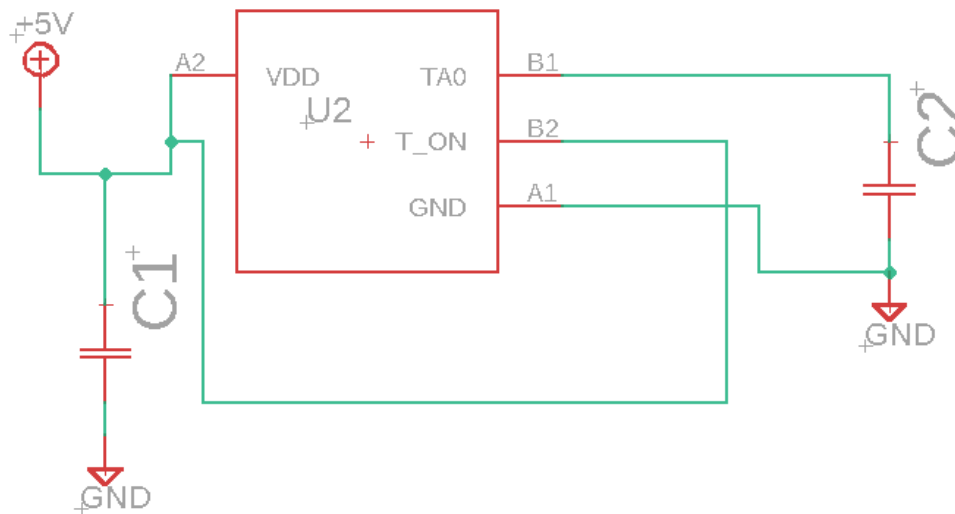 +5V
A2
VDD
TA0
B1
U2
T_ON
B2
GND
A1
C2
C1
GND
GND